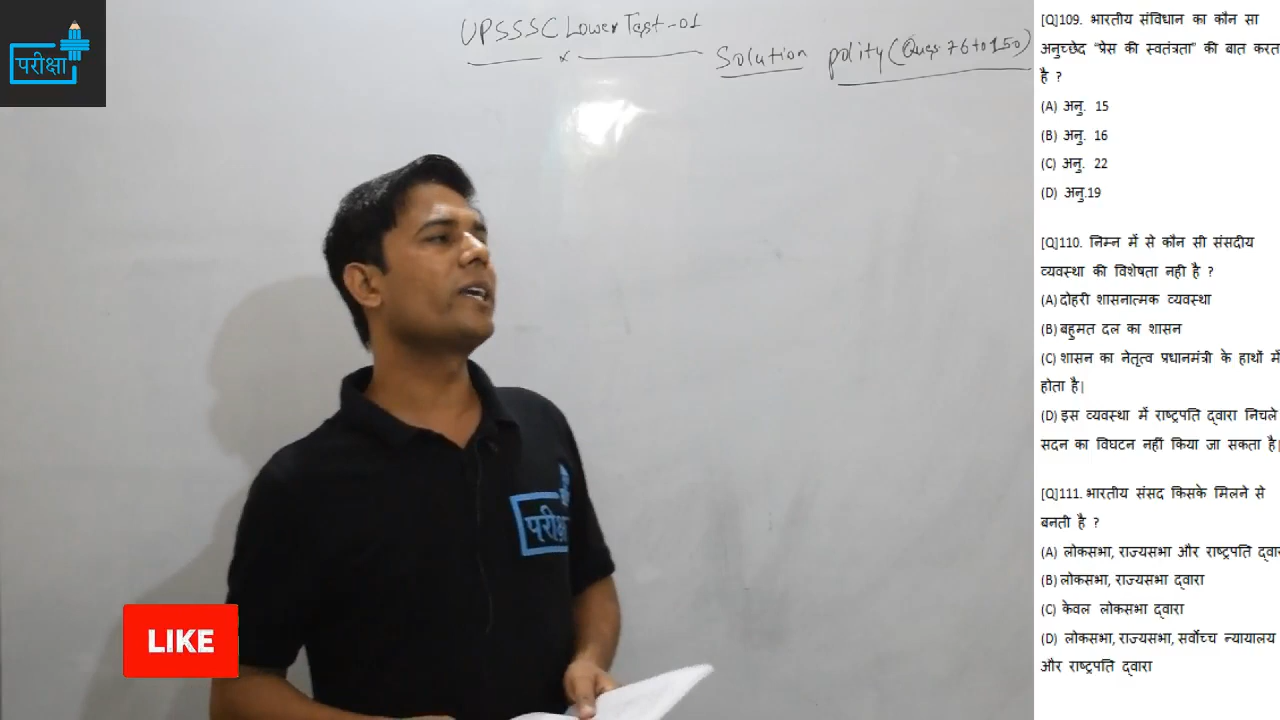 परीक्षा
UPSSSC Lower Test-01
Solution polity (Ques 76 to 150)
[Q]109. भारतीय संविधान का कौन सा
अनुच्छेद "प्रेस की स्वतंत्रता" की बात करता
है ?
(A) अनु. 15
(B) अनु. 16
(C) अनु. 22
(D) अनु.19
[Q]110. निम्न में से कौन सी संसदीय
व्यवस्था की विशेषता नही है ?
(A) दोहरी शासनात्मक व्यवस्था
(B) बहुमत दल का शासन
(C) शासन का नेतृत्व प्रधानमंत्री के हाथों में
होता है|
(D) इस व्यवस्था में राष्ट्रपति द्वारा निचले
सदन का विघटन नहीं किया जा सकता है|
[Q]111. भारतीय संसद किसके मिलने से
बनती है ?
(A) लोकसभा, राज्यसभा और राष्ट्रपति
(B) लोकसभा, राज्यसभा द्वारा
(C) केवल लोकसभा द्वारा
(D) लोकसभा, राज्यसभा, सर्वोच्च न्यायालय
और राष्ट्रपति द्वारा
परीक्षा
LIKE